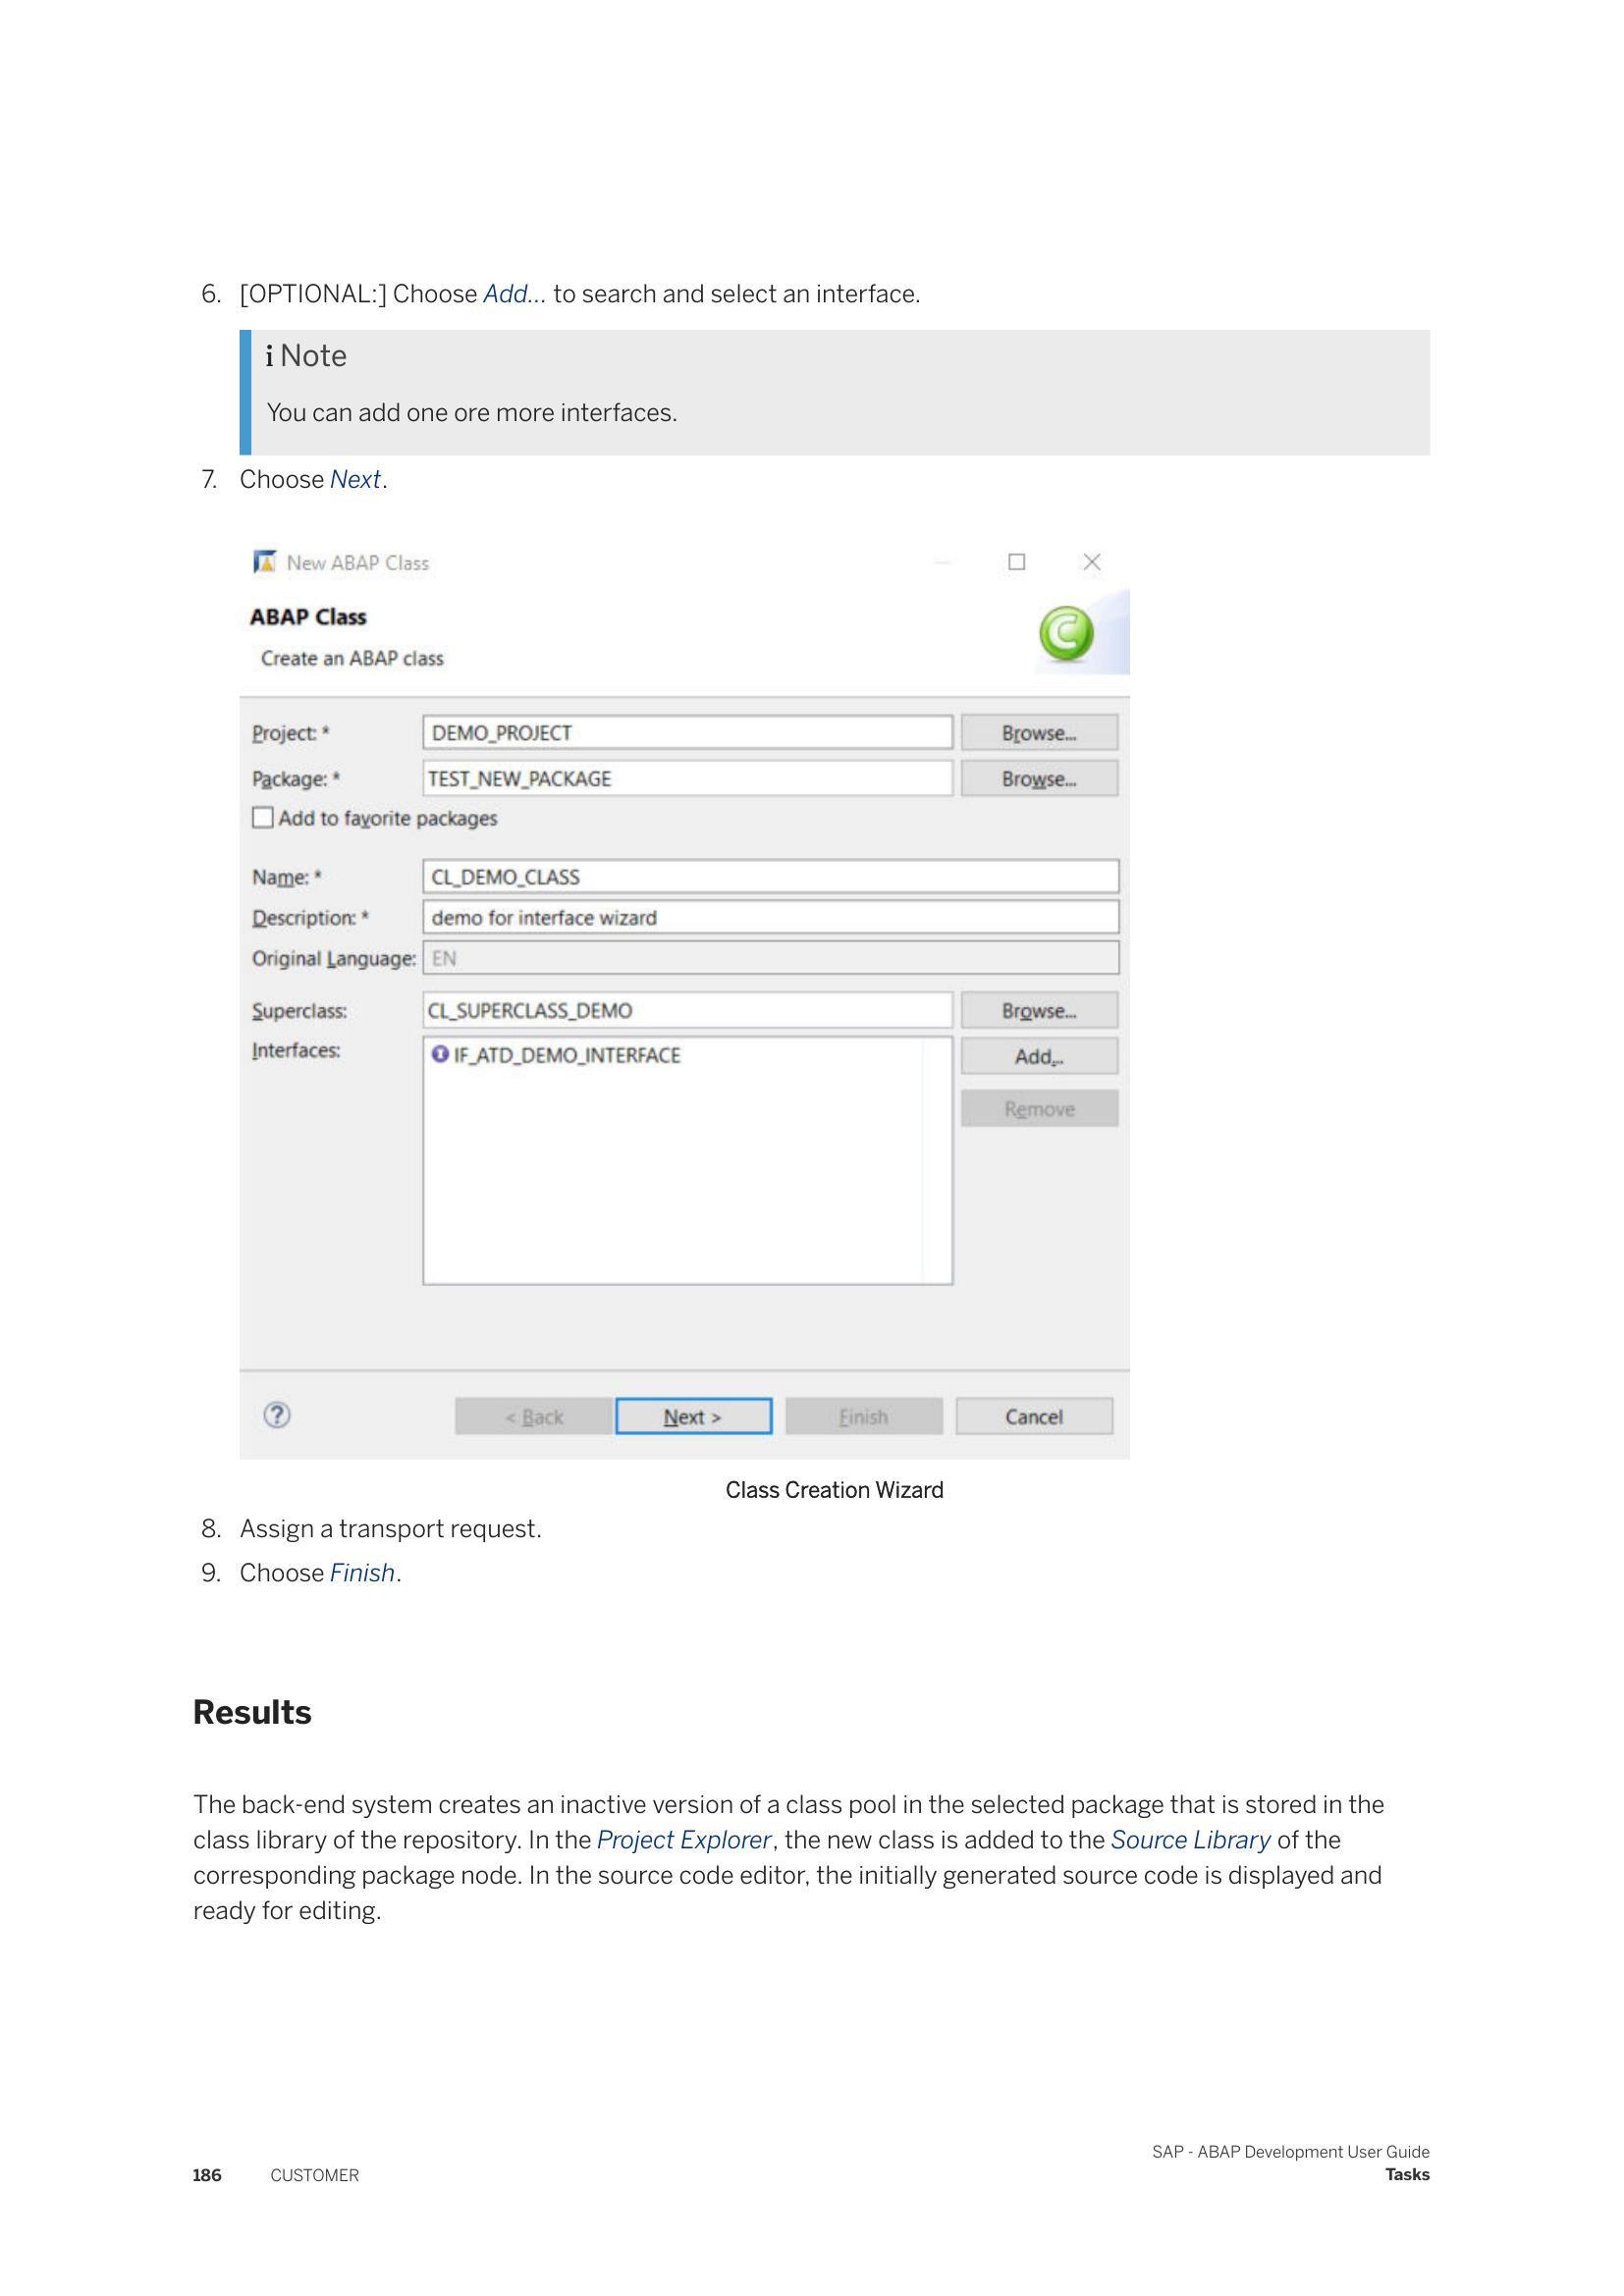 6. [OPTIONAL:] Choose Add... to search and select an interface.
i Note
You can add one ore more interfaces.
7. Choose Next.
New ABAP Class
ABAP Class
Create an ABAP class
Project: * DEMO_PROJECT Browse...
Package: * TEST_NEW_PACKAGE Browse...
Add to favorite packages
Name: * CL_DEMO_CLASS
Description: * demo for interface wizard
Original Language: EN
Superclass: CL_SUPERCLASS_DEMO Browse...
Interfaces: IF_ATD_DEMO_INTERFACE Add...
Remove
< Back Next > Finish Cancel
Class Creation Wizard
8. Assign a transport request.
9. Choose Finish.
Results
The back-end system creates an inactive version of a class pool in the selected package that is stored in the
class library of the repository. In the Project Explorer, the new class is added to the Source Library of the
corresponding package node. In the source code editor, the initially generated source code is displayed and
ready for editing.
SAP - ABAP Development User Guide
186 CUSTOMER Tasks